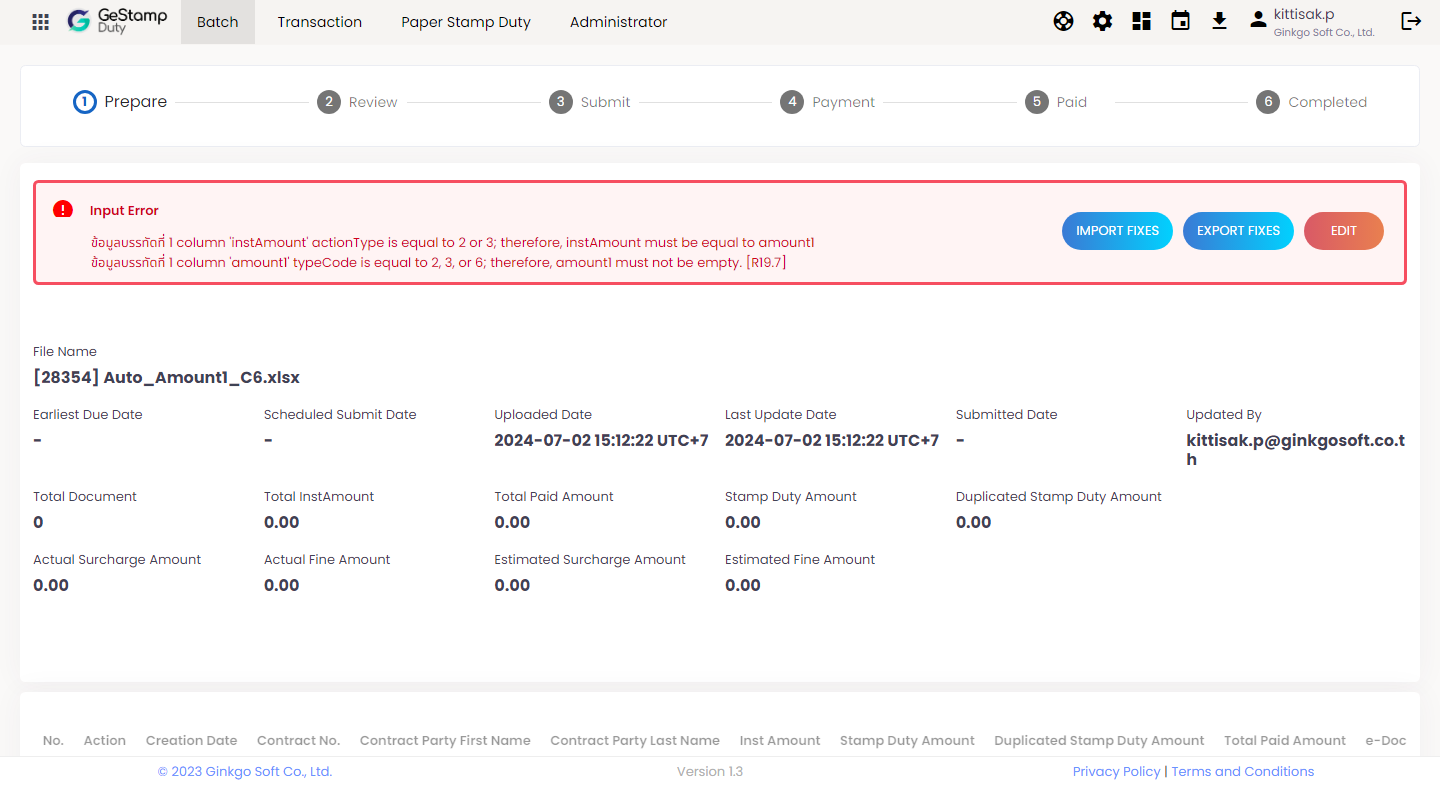 GeStamp
Duty
Batch
Transaction
Paper Stamp Duty
Administrator
kittisak.p
Ginkgo Soft Co., Ltd.
1 Prepare
2 Review
3 Submit
4 Payment
5 Paid
6 Completed
Input Error
ข้อมูลบรรทัดที่ 1 column 'instAmount' actionType is equal to 2 or 3; therefore, instAmount must be equal to amount1
ข้อมูลบรรทัดที่ 1 column 'amount1' typeCode is equal to 2, 3, or 6; therefore, amount1 must not be empty. [R19.7]
IMPORT FIXES
EXPORT FIXES
EDIT
File Name
[28354] Auto_Amount1_C6.xlsx
Earliest Due Date
-
Scheduled Submit Date
-
Uploaded Date
2024-07-02 15:12:22 UTC+7
Last Update Date
2024-07-02 15:12:22 UTC+7
Submitted Date
-
Updated By
kittisak.p@ginkgosoft.co.t
h
Total Document
0
Total InstAmount
0.00
Total Paid Amount
0.00
Stamp Duty Amount
0.00
Duplicated Stamp Duty Amount
0.00
Actual Surcharge Amount
0.00
Actual Fine Amount
0.00
Estimated Surcharge Amount
0.00
Estimated Fine Amount
0.00
No. Action Creation Date Contract No. Contract Party First Name Contract Party Last Name Inst Amount Stamp Duty Amount Duplicated Stamp Duty Amount Total Paid Amount e-Doc
© 2023 Ginkgo Soft Co., Ltd.
Version 1.3
Privacy Policy | Terms and Conditions